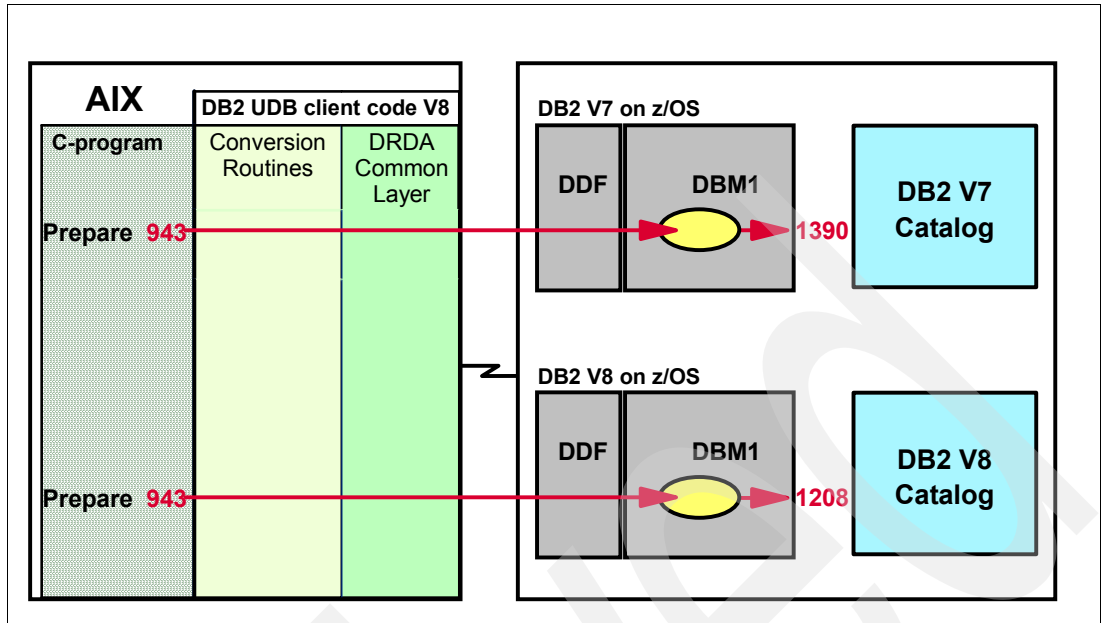 AIX
DB2 UDB client code V8
C-program
Conversion
Routines
DRDA
Common
Layer
Prepare 943
Prepare 943
DB2 V7 on z/OS
DDF
DBM1
1390
DB2 V7
Catalog
DB2 V8 on z/OS
DDF
DBM1
1208
DB2 V8
Catalog